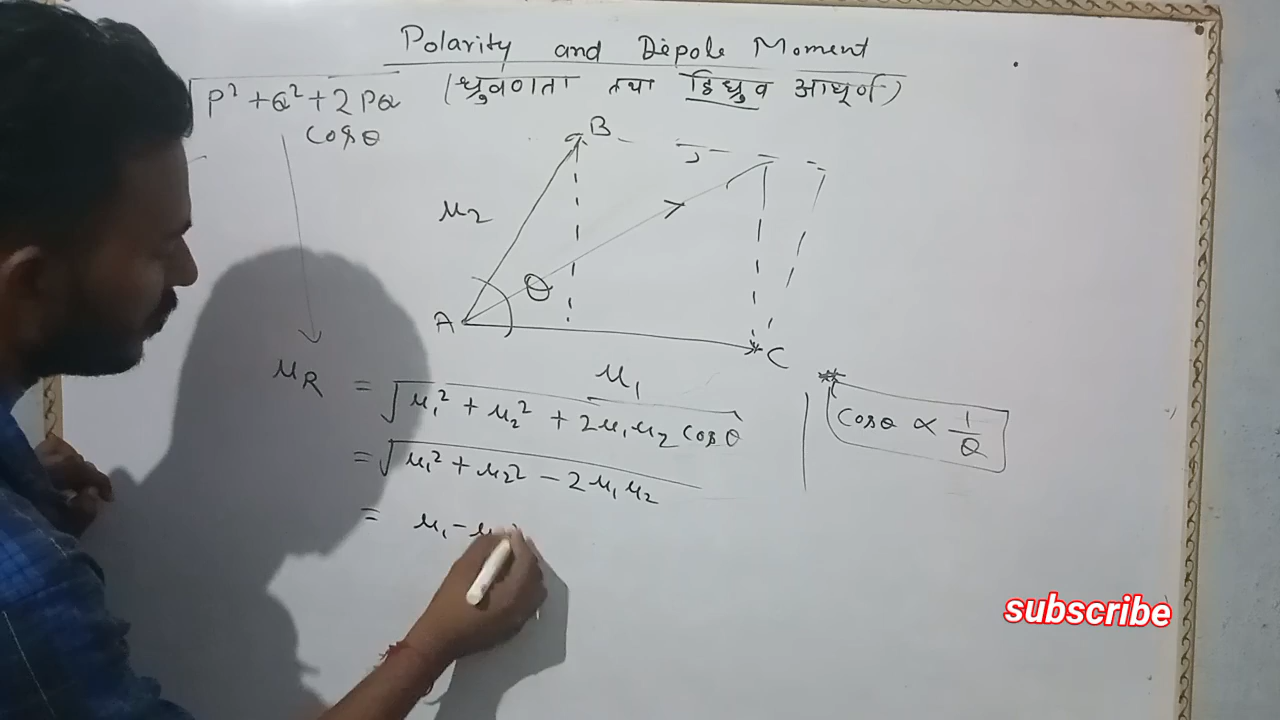 Polarity and Dipole Moment
(ध्रुवणता तथा द्विध्रुव आघूर्ण)
√P² + Q² + 2PQ
Cosθ
B
μ2
θ
A
C
μ1
μR = √μ1² + μ2² + 2μ1μ2 Cosθ
= √μ1² + μ2² - 2μ1μ2
= μ1 - μ
*
Cosθ ∝ 1/θ
subscribe